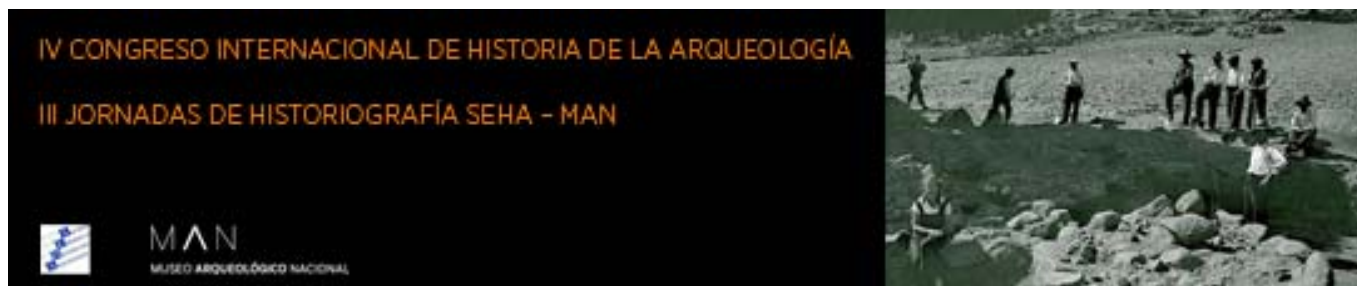 IV CONGRESO INTERNACIONAL DE HISTORIA DE LA ARQUEOLOGÍA
III JORNADAS DE HISTORIOGRAFÍA SEHA – MAN
MAN
MUSEO ARQUEOLÓGICO NACIONAL